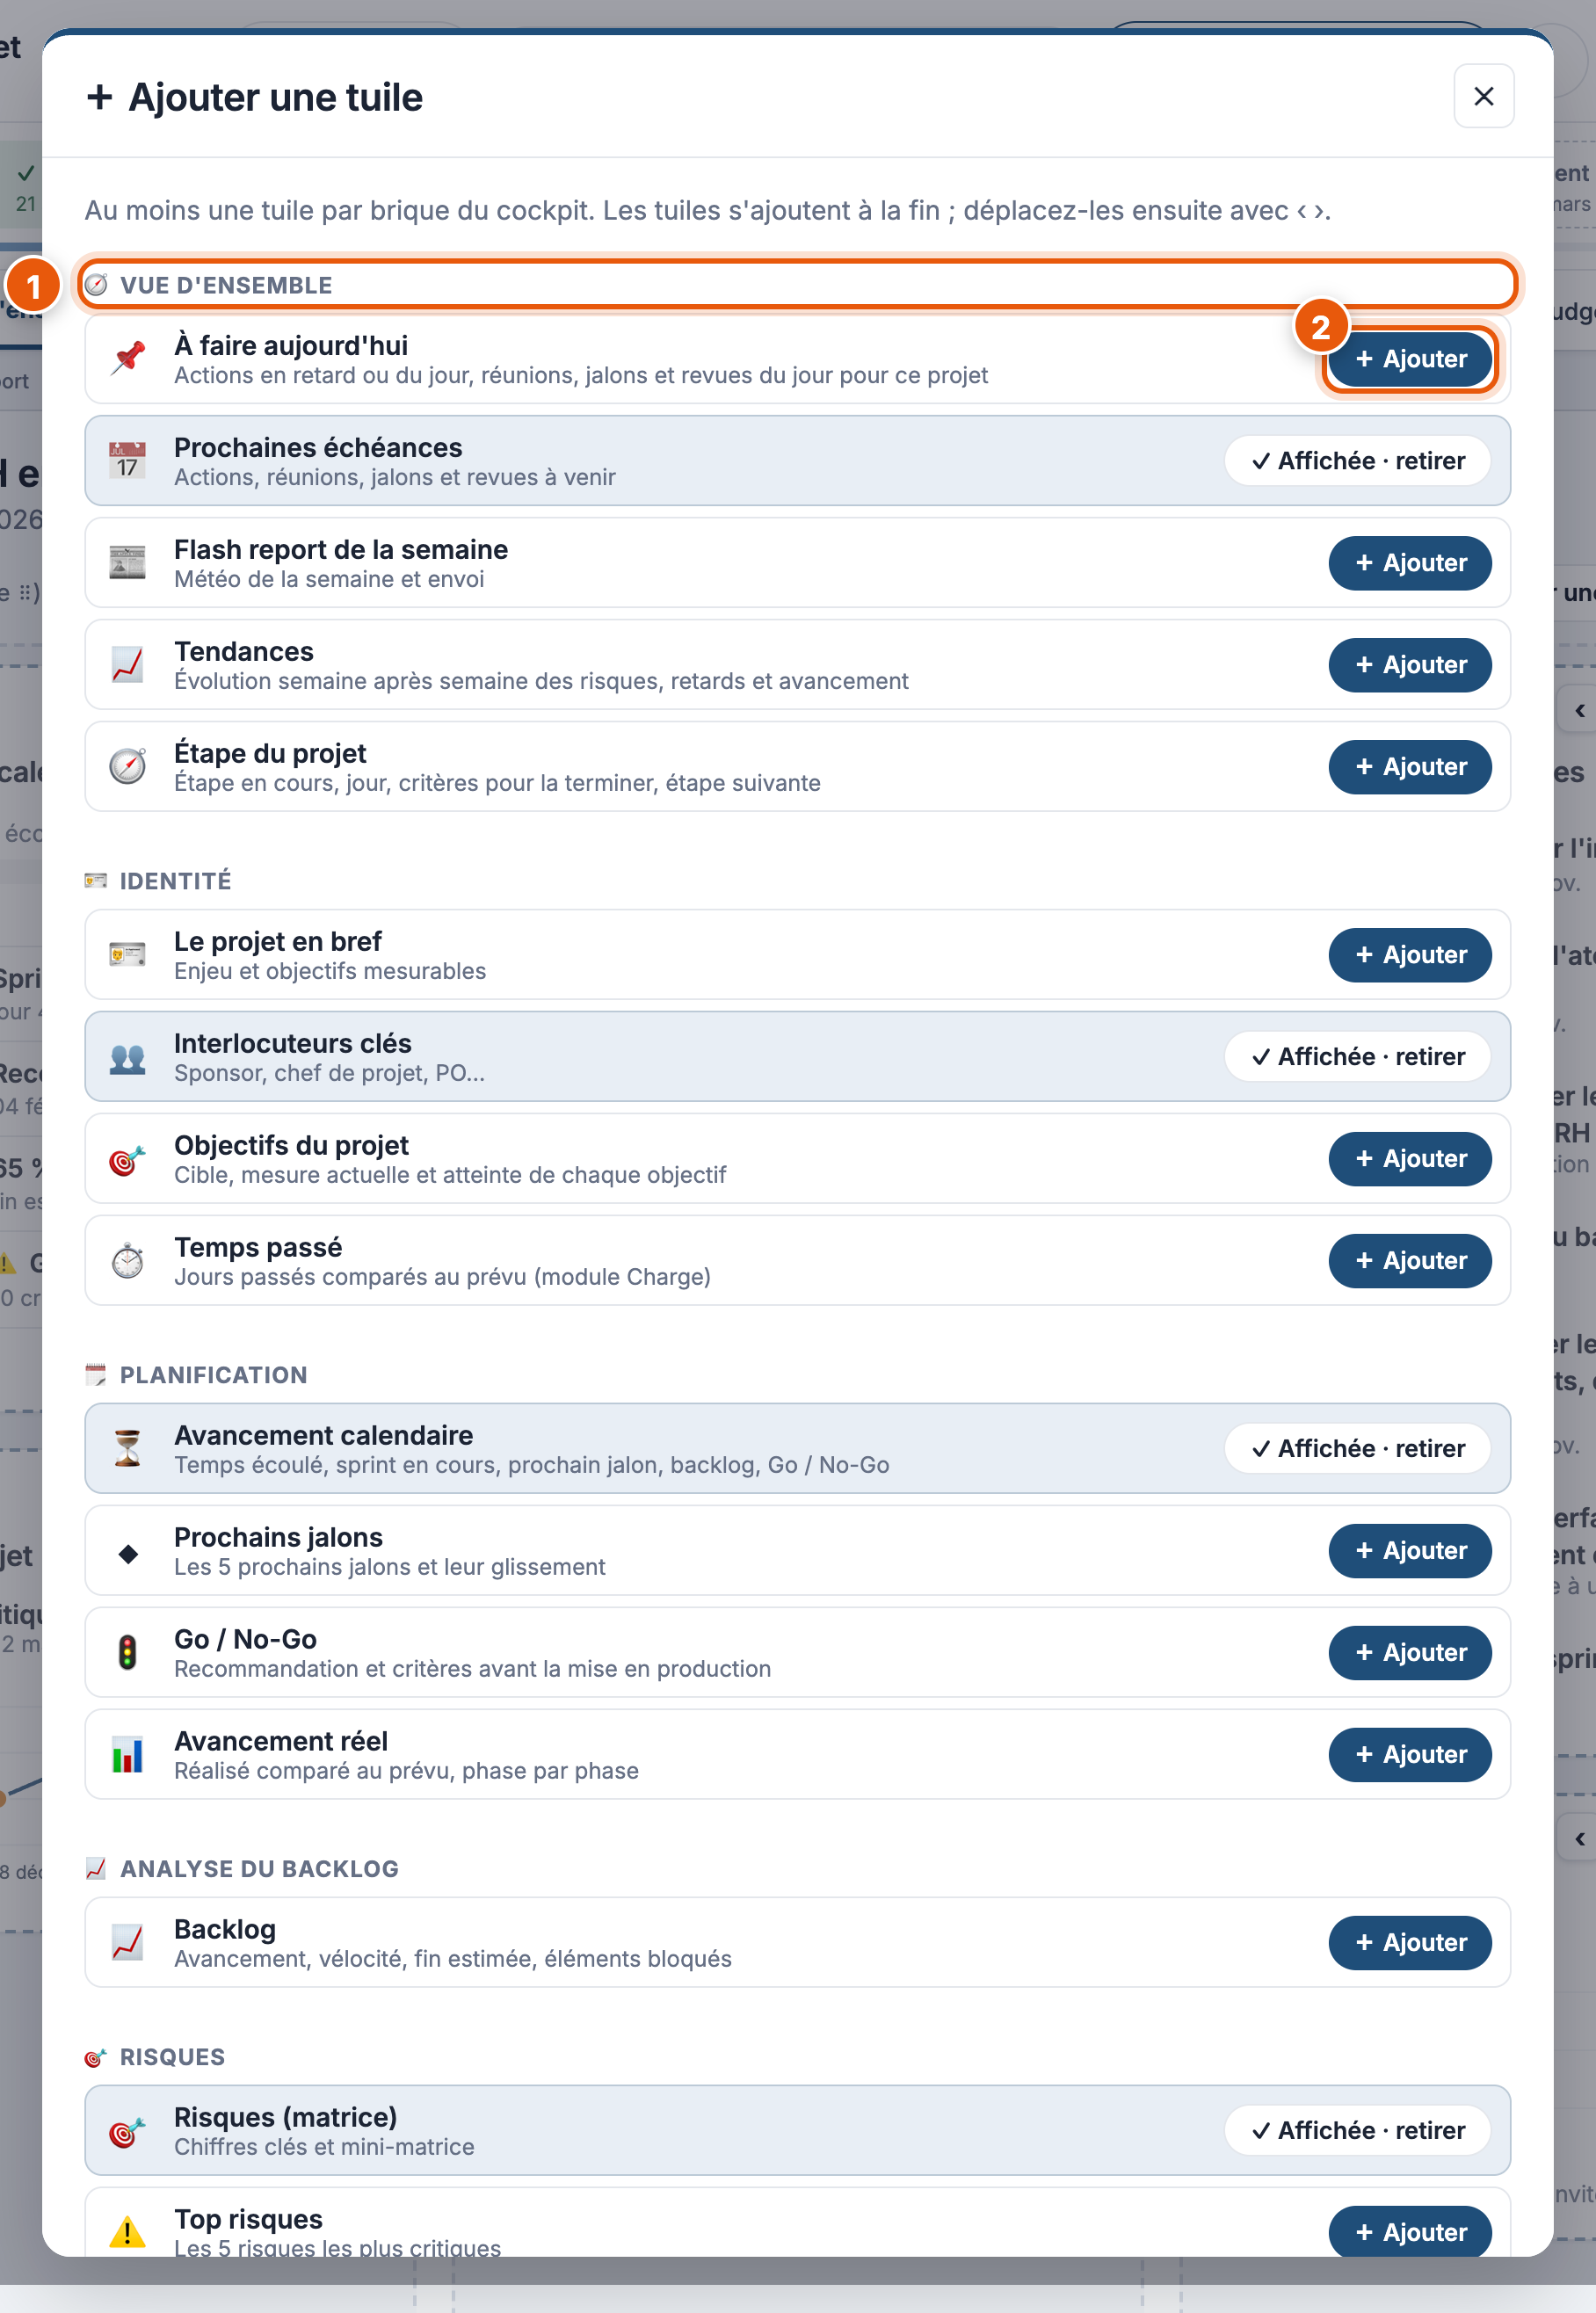 + Ajouter une tuile
×
Au moins une tuile par brique du cockpit. Les tuiles s'ajoutent à la fin ; déplacez-les ensuite avec ‹ ›.
1
VUE D'ENSEMBLE
2
À faire aujourd'hui
Actions en retard ou du jour, réunions, jalons et revues du jour pour ce projet
+ Ajouter
JUL
17
Prochaines échéances
Actions, réunions, jalons et revues à venir
✓ Affichée · retirer
Flash report de la semaine
Météo de la semaine et envoi
+ Ajouter
Tendances
Évolution semaine après semaine des risques, retards et avancement
+ Ajouter
Étape du projet
Étape en cours, jour, critères pour la terminer, étape suivante
+ Ajouter
IDENTITÉ
Le projet en bref
Enjeu et objectifs mesurables
+ Ajouter
Interlocuteurs clés
Sponsor, chef de projet, PO...
✓ Affichée · retirer
Objectifs du projet
Cible, mesure actuelle et atteinte de chaque objectif
+ Ajouter
Temps passé
Jours passés comparés au prévu (module Charge)
+ Ajouter
PLANIFICATION
Avancement calendaire
Temps écoulé, sprint en cours, prochain jalon, backlog, Go / No-Go
✓ Affichée · retirer
Prochains jalons
Les 5 prochains jalons et leur glissement
+ Ajouter
Go / No-Go
Recommandation et critères avant la mise en production
+ Ajouter
Avancement réel
Réalisé comparé au prévu, phase par phase
+ Ajouter
ANALYSE DU BACKLOG
Backlog
Avancement, vélocité, fin estimée, éléments bloqués
+ Ajouter
RISQUES
Risques (matrice)
Chiffres clés et mini-matrice
✓ Affichée · retirer
Top risques
Les 5 risques les plus critiques
+ Ajouter